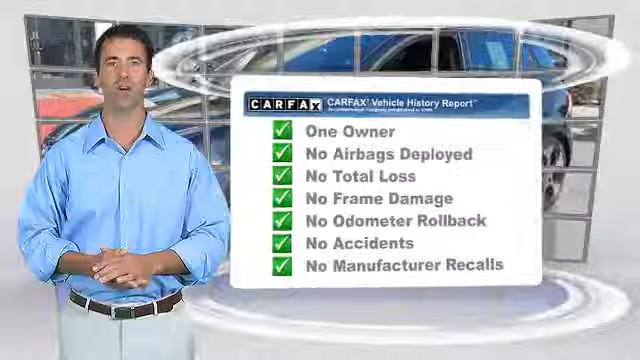 CARFAX CARFAX Vehicle History Report™
One Owner
No Airbags Deployed
No Total Loss
No Frame Damage
No Odometer Rollback
No Accidents
No Manufacturer Recalls